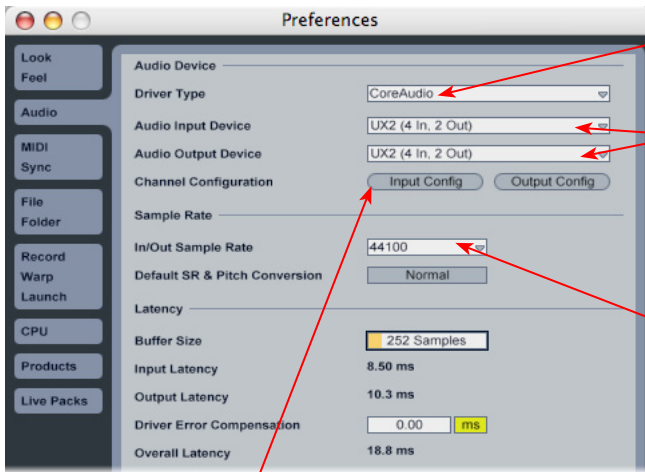 Preferences
Look
Feel
Audio
MIDI
Sync
File
Folder
Record
Warp
Launch
CPU
Products
Live Packs
Audio Device
Driver Type CoreAudio
Audio Input Device UX2 (4 In, 2 Out)
Audio Output Device UX2 (4 In, 2 Out)
Channel Configuration Input Config Output Config
Sample Rate
In/Out Sample Rate 44100
Default SR & Pitch Conversion Normal
Latency
Buffer Size 252 Samples
Input Latency 8.50 ms
Output Latency 10.3 ms
Driver Error Compensation 0.00 ms
Overall Latency 18.8 ms